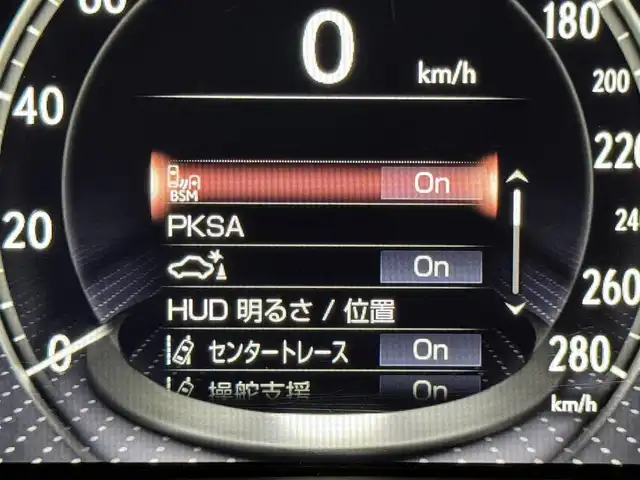 60
0
180
km/h
200
40
220
BSM
On
PKSA
20
24
On
260
HUD 明るさ / 位置
0
センタートレース
On
280
操舵支援
On
km/h